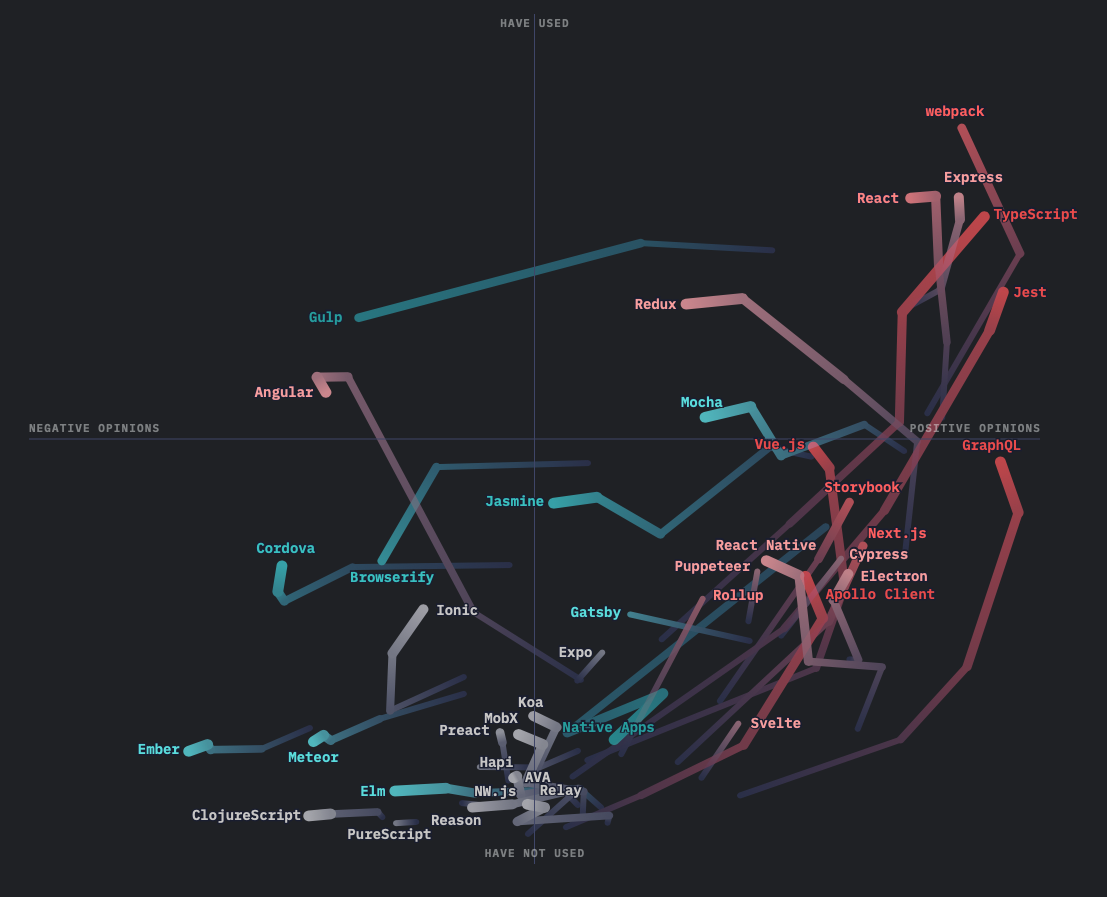 HAVE USED
webpack
Express
React
TypeScript
Jest
Redux
Gulp
Angular
Mocha
NEGATIVE OPINIONS
POSITIVE OPINIONS
Vue.js
GraphQL
Storybook
Jasmine
Next.js
React Native
Cordova
Cypress
Puppeteer
Browserify
Electron
Rollup
Apollo Client
Ionic
Gatsby
Expo
Koa
MobX
Svelte
Preact
Native Apps
Ember
Meteor
Hapi
AVA
Elm
NW.js
Relay
ClojureScript
Reason
PureScript
HAVE NOT USED